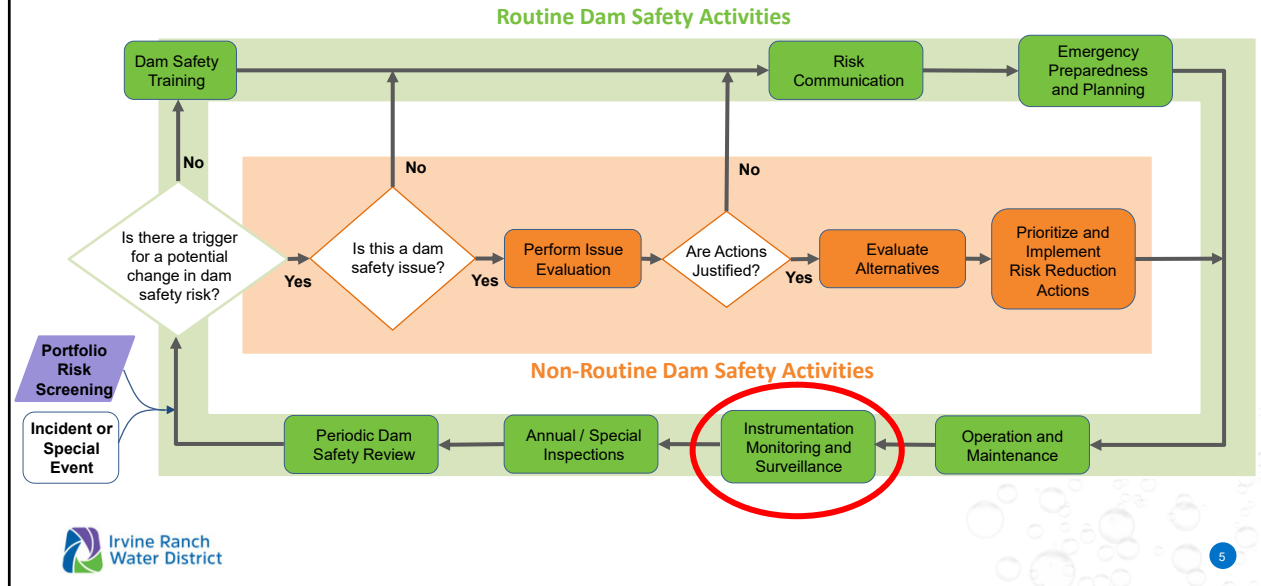 Routine Dam Safety Activities
Dam Safety
Training
Risk
Communication
Emergency
Preparedness
and Planning
No
No
No
Is there a trigger
for a potential
change in dam
safety risk?
Yes
Is this a dam
safety issue?
Yes
Perform Issue
Evaluation
Are Actions
Justified?
Yes
Evaluate
Alternatives
Prioritize and
Implement
Risk Reduction
Actions
Non-Routine Dam Safety Activities
Portfolio
Risk
Screening
Incident or
Special
Event
Periodic Dam
Safety Review
Annual / Special
Inspections
Instrumentation
Monitoring and
Surveillance
Operation and
Maintenance
Irvine Ranch
Water District
5